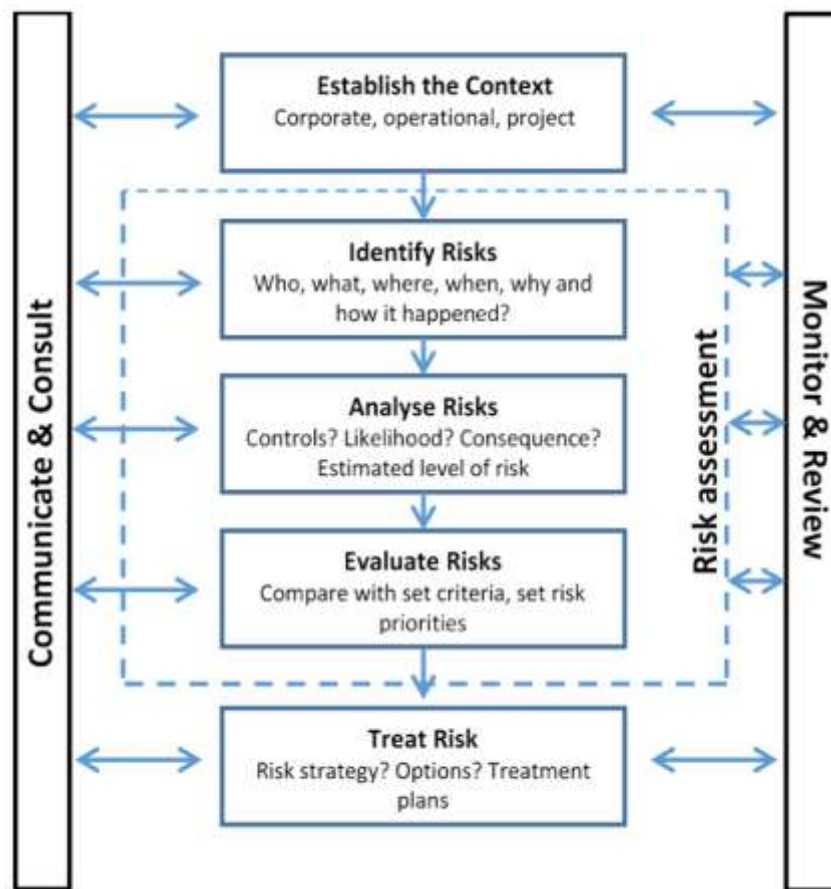 Communicate & Consult
Establish the Context
Corporate, operational, project
Identify Risks
Who, what, where, when, why and
how it happened?
Analyse Risks
Controls? Likelihood? Consequence?
Estimated level of risk
Evaluate Risks
Compare with set criteria, set risk
priorities
Treat Risk
Risk strategy? Options? Treatment
plans
Risk assessment
Monitor & Review